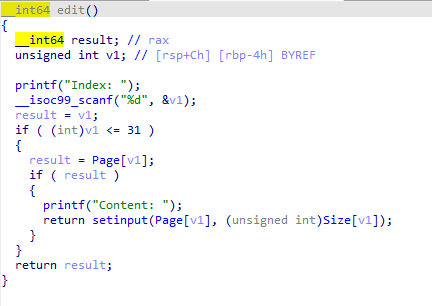 __int64 edit()
{
  __int64 result; // rax
  unsigned int v1; // [rsp+Ch] [rbp-4h] BYREF

  printf("Index: ");
  __isoc99_scanf("%d", &v1);
  result = v1;
  if ( (int)v1 <= 31 )
  {
    result = Page[v1];
    if ( result )
    {
      printf("Content: ");
      return setinput(Page[v1], (unsigned int)Size[v1]);
    }
  }
  return result;
}